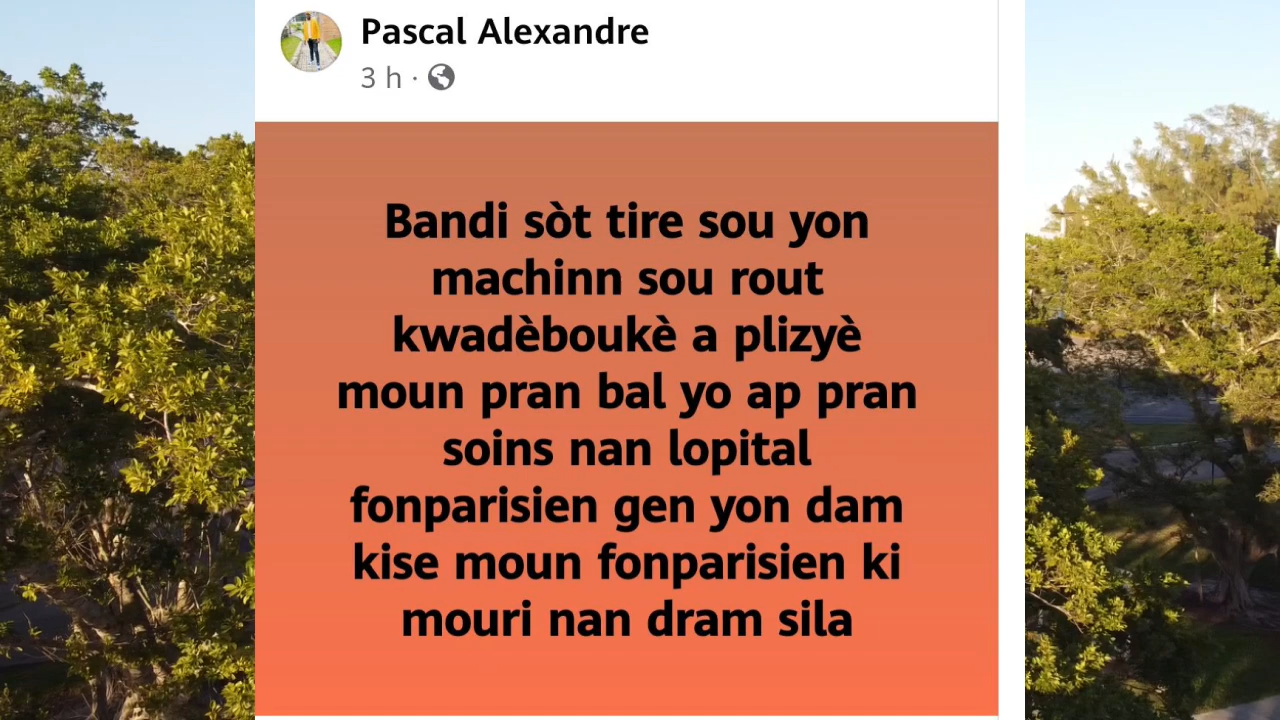 Pascal Alexandre
3 h ·
Bandi sòt tire sou yon
machinn sou rout
kwadèboukè a plizyè
moun pran bal yo ap pran
soins nan lopital
fonparisien gen yon dam
kise moun fonparisien ki
mouri nan dram sila